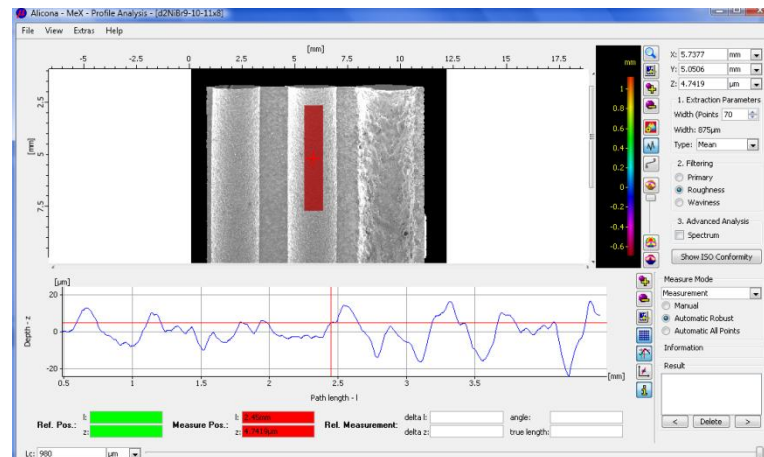 Alicona - MeX - Profile Analysis - [d2NiBr9-10-11x8]
File View Extras Help
[mm]
-5 -2.5 0 2.5 5 7.5 10 12.5 15 17.5
[mm]
2.5
5
7.5
mm
1
0.8
0.6
0.4
0.2
0
-0.2
-0.4
-0.6
X: 5.7377 mm
Y: 5.0506 mm
Z: 4.7419 µm
1. Extraction Parameters
Width (Points 70
Width: 875µm
Type: Mean
2. Filtering
Primary
Roughness
Waviness
3. Advanced Analysis
Spectrum
Show ISO Conformity
Measure Mode
Measurement
Manual
Automatic Robust
Automatic All Points
Information
Result
< Delete >
[µm]
20
0
-20
Depth - z
0.5 1 1.5 2 2.5 3 3.5 [mm]
Path length - l
Ref. Pos.: l: z:
Measure Pos.: l: 2.45mm z: 4.7419µm
Rel. Measurement: delta l: angle:
delta z: true length:
Lc: 980 µm